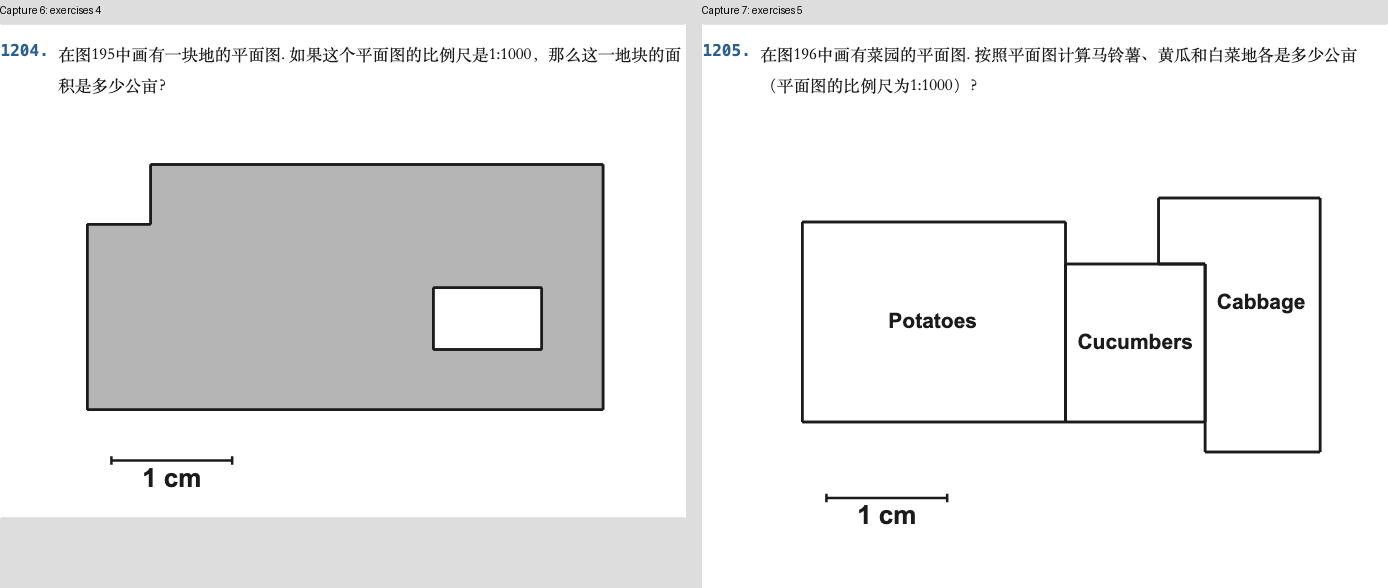 Capture 6: exercises 4
1204. 在图195中画有一块地的平面图. 如果这个平面图的比例尺是1:1000，那么这一地块的面
积是多少公亩?
1 cm
Capture 7: exercises 5
1205. 在图196中画有菜园的平面图. 按照平面图计算马铃薯、黄瓜和白菜地各是多少公亩
（平面图的比例尺为1:1000）?
Potatoes
Cucumbers
Cabbage
1 cm